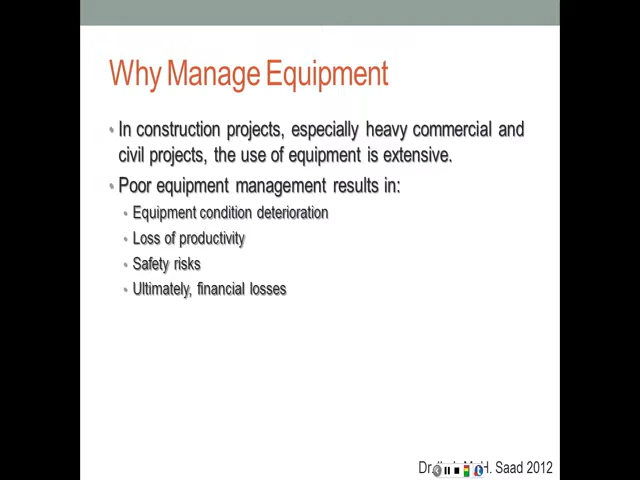 Why Manage Equipment
• In construction projects, especially heavy commercial and
civil projects, the use of equipment is extensive.
• Poor equipment management results in:
• Equipment condition deterioration
• Loss of productivity
• Safety risks
• Ultimately, financial losses
H. Saad 2012